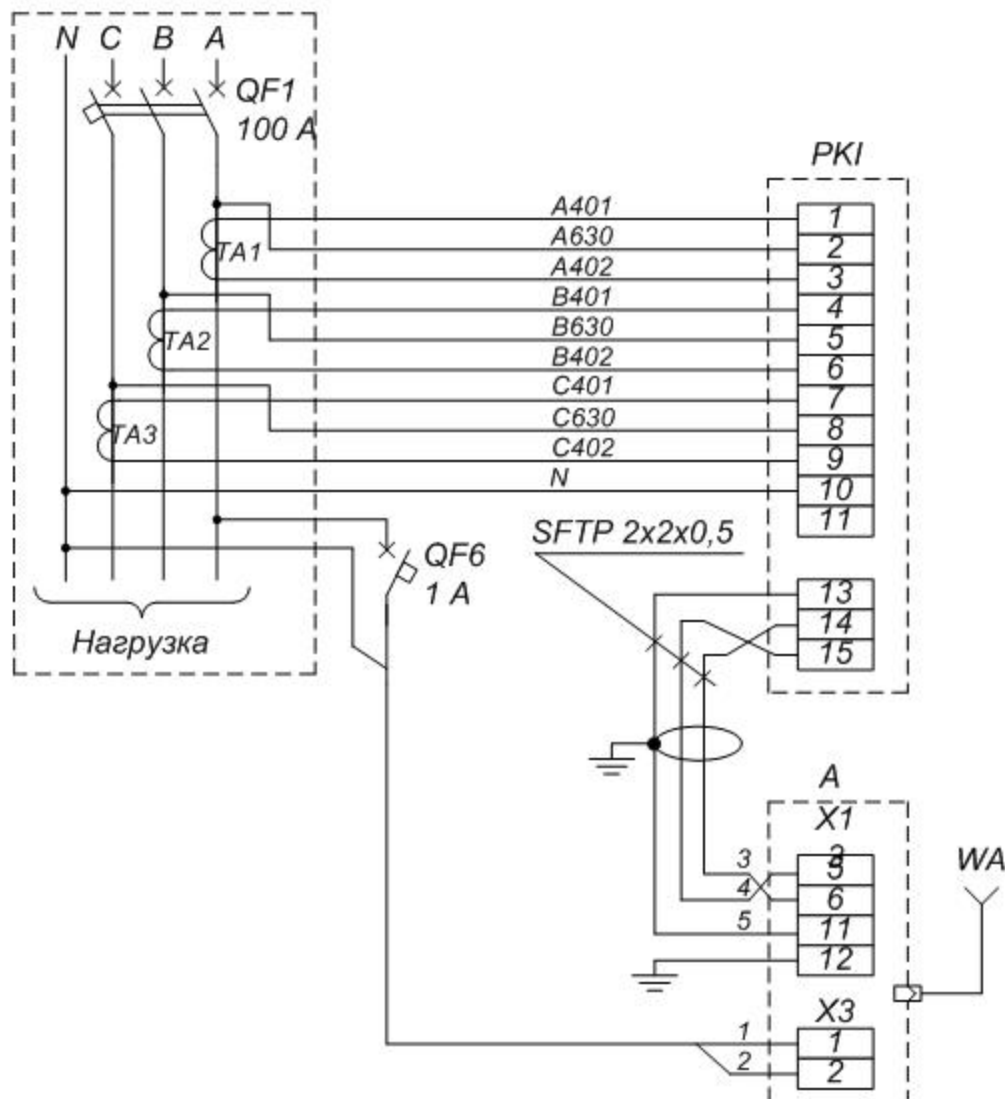 N C B A
QF1
100 A
PKI
A401
1
A630
2
TA1
A402
3
B401
4
B630
5
TA2
B402
6
C401
7
C630
8
TA3
C402
9
N
10
11
SFTP 2x2x0,5
QF6
1 A
13
14
15
Нагрузка
A
X1
WA
3
3
5
4
6
5
11
12
X3
1
1
2
2